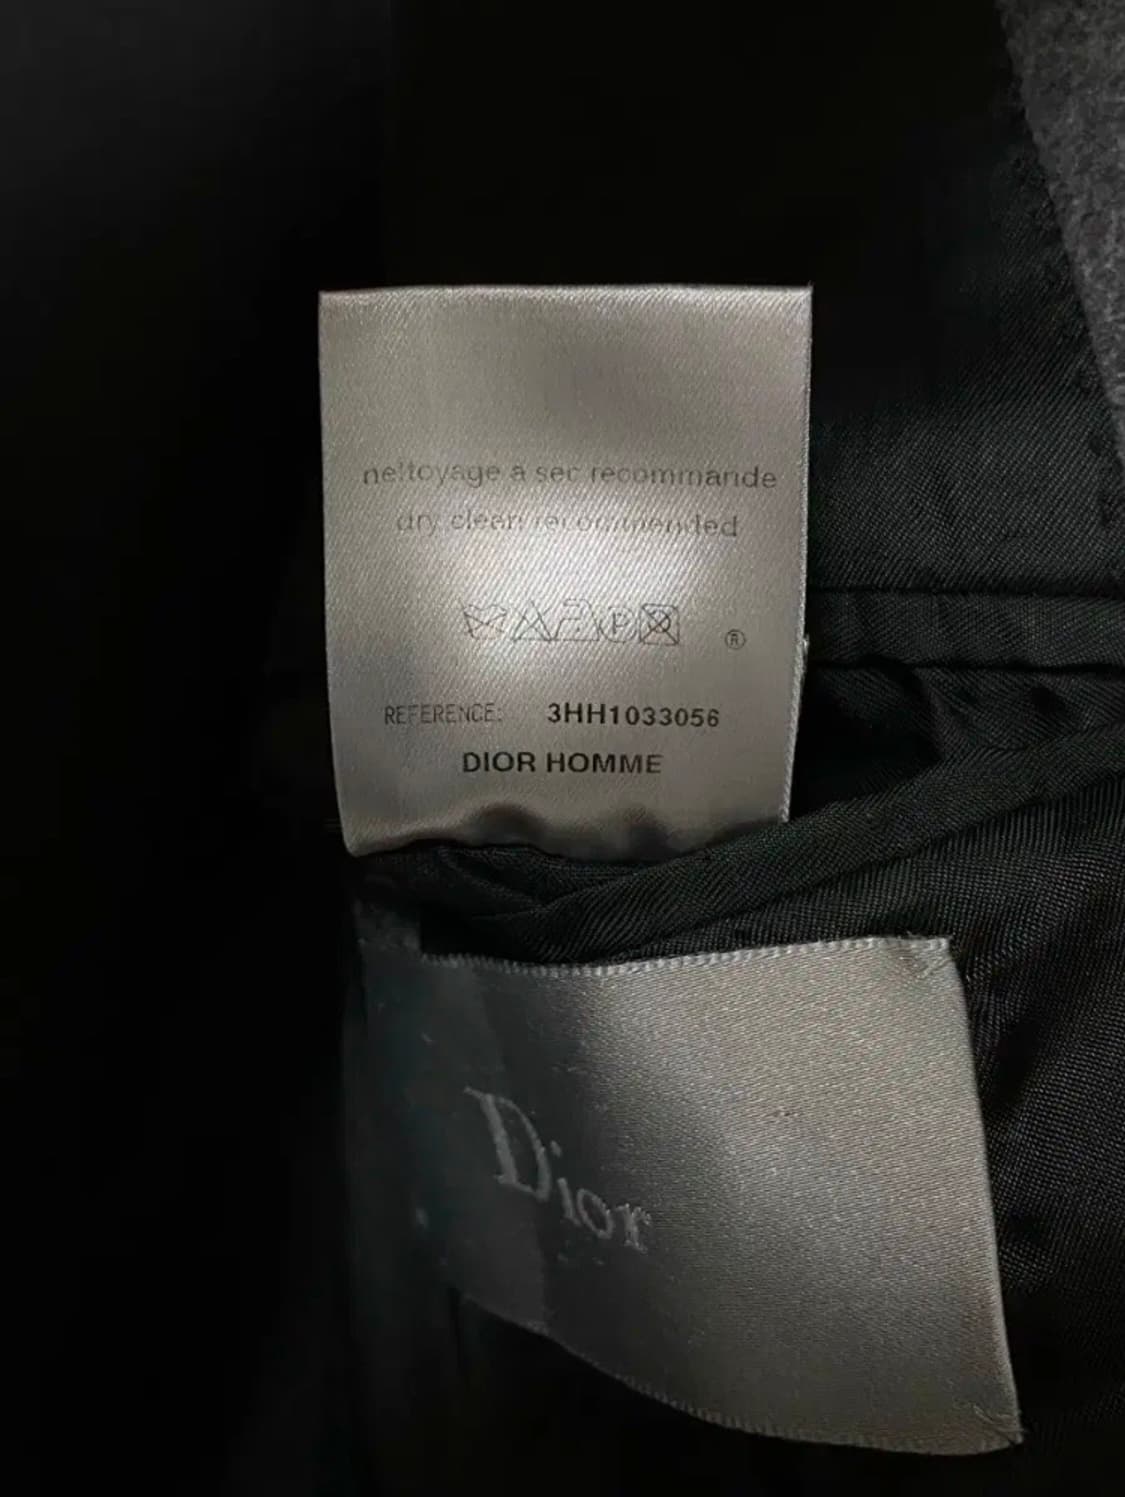 nettoyage à sec recommande
dry clean recommended
P
®
REFERENCE: 3HH1033056
DIOR HOMME
Dior